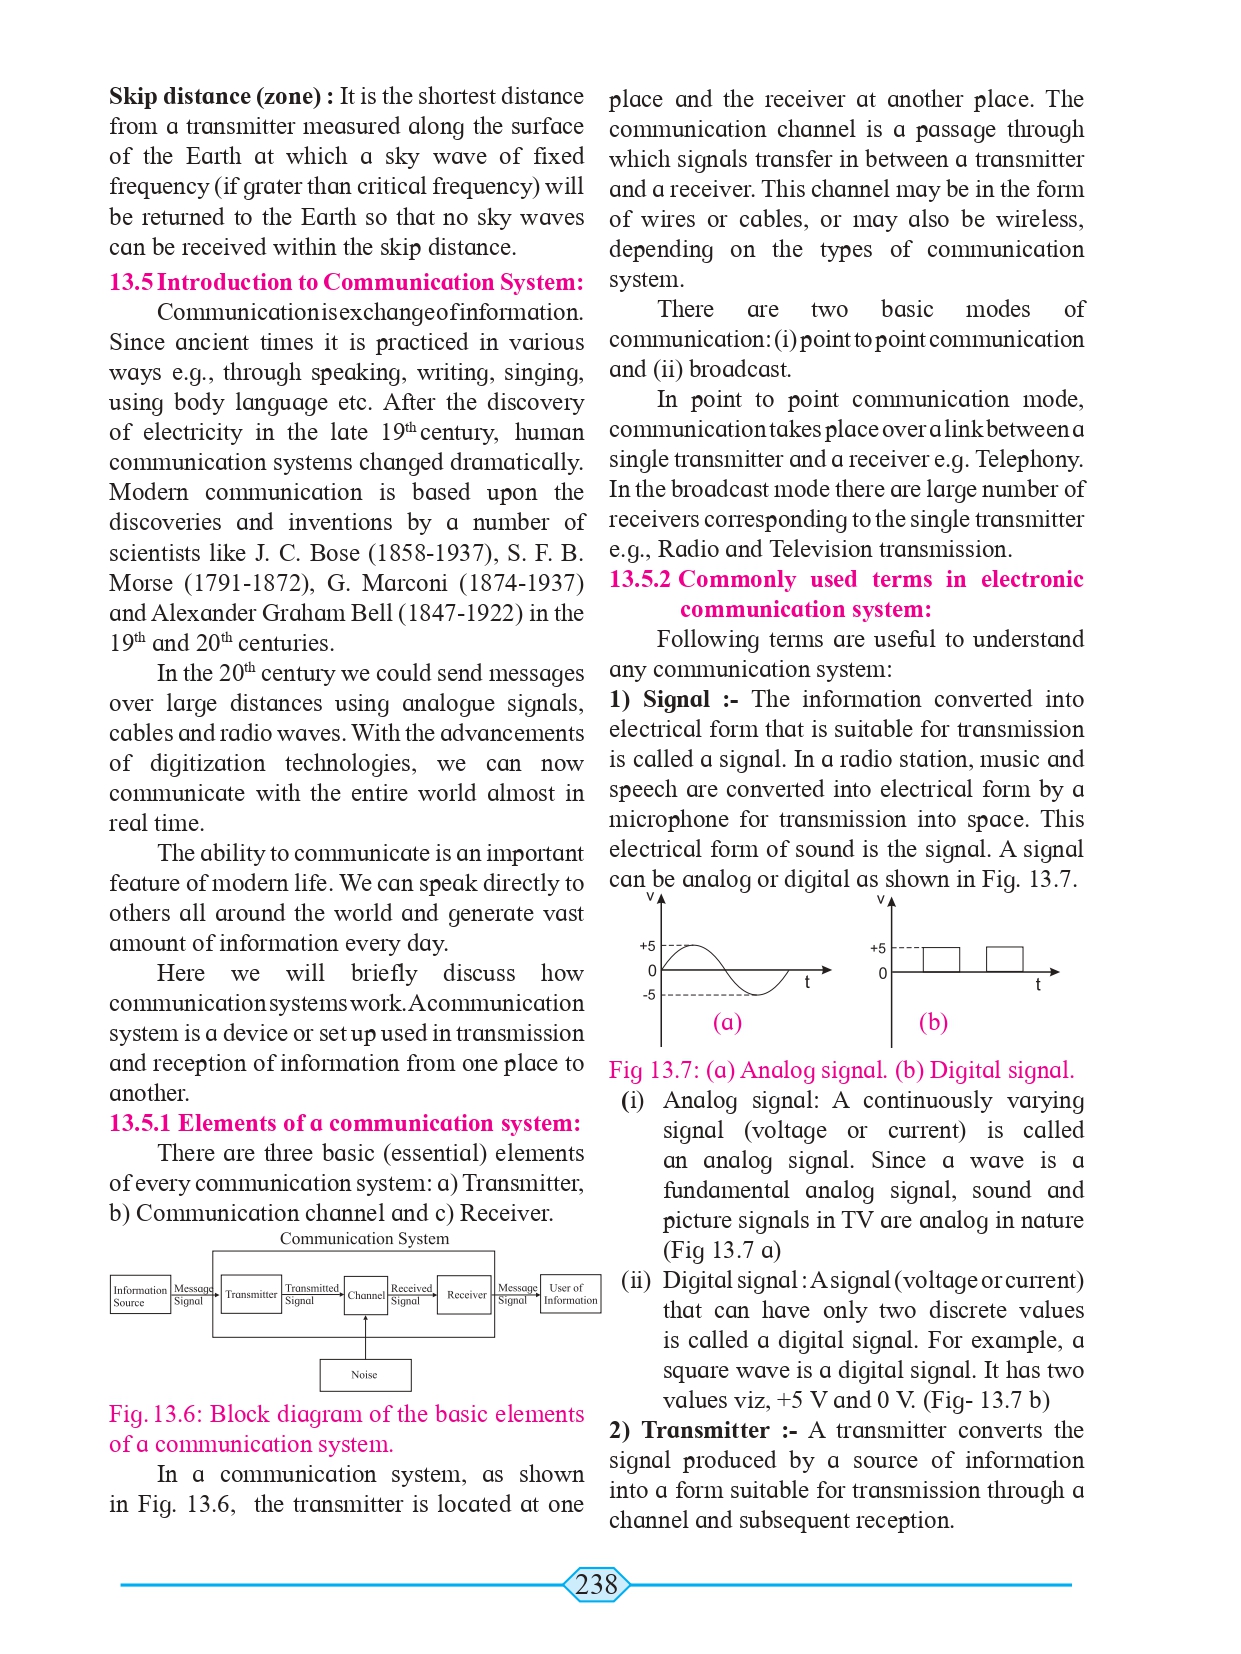 Skip distance (zone) : It is the shortest distance
from a transmitter measured along the surface
of the Earth at which a sky wave of fixed
frequency (if grater than critical frequency) will
be returned to the Earth so that no sky waves
can be received within the skip distance.
13.5 Introduction to Communication System:
Communication is exchange of information.
Since ancient times it is practiced in various
ways e.g., through speaking, writing, singing,
using body language etc. After the discovery
of electricity in the late 19th century, human
communication systems changed dramatically.
Modern communication is based upon the
discoveries and inventions by a number of
scientists like J. C. Bose (1858-1937), S. F. B.
Morse (1791-1872), G. Marconi (1874-1937)
and Alexander Graham Bell (1847-1922) in the
19th and 20th centuries.
In the 20th century we could send messages
over large distances using analogue signals,
cables and radio waves. With the advancements
of digitization technologies, we can now
communicate with the entire world almost in
real time.
The ability to communicate is an important
feature of modern life. We can speak directly to
others all around the world and generate vast
amount of information every day.
Here we will briefly discuss how
communication systems work. A communication
system is a device or set up used in transmission
and reception of information from one place to
another.
13.5.1 Elements of a communication system:
There are three basic (essential) elements
of every communication system: a) Transmitter,
b) Communication channel and c) Receiver.
Communication System
Information Source
Message Signal
Transmitter
Transmitted Signal
Channel
Received Signal
Receiver
Message Signal
User of Information
Noise
Fig. 13.6: Block diagram of the basic elements
of a communication system.
In a communication system, as shown
in Fig. 13.6, the transmitter is located at one
place and the receiver at another place. The
communication channel is a passage through
which signals transfer in between a transmitter
and a receiver. This channel may be in the form
of wires or cables, or may also be wireless,
depending on the types of communication
system.
There are two basic modes of
communication: (i) point to point communication
and (ii) broadcast.
In point to point communication mode,
communication takes place over a link between a
single transmitter and a receiver e.g. Telephony.
In the broadcast mode there are large number of
receivers corresponding to the single transmitter
e.g., Radio and Television transmission.
13.5.2 Commonly used terms in electronic
communication system:
Following terms are useful to understand
any communication system:
1) Signal :- The information converted into
electrical form that is suitable for transmission
is called a signal. In a radio station, music and
speech are converted into electrical form by a
microphone for transmission into space. This
electrical form of sound is the signal. A signal
can be analog or digital as shown in Fig. 13.7.
V
+5
0
-5
t
(a)
V
+5
0
t
(b)
Fig 13.7: (a) Analog signal. (b) Digital signal.
(i) Analog signal: A continuously varying
signal (voltage or current) is called
an analog signal. Since a wave is a
fundamental analog signal, sound and
picture signals in TV are analog in nature
(Fig 13.7 a)
(ii) Digital signal : A signal (voltage or current)
that can have only two discrete values
is called a digital signal. For example, a
square wave is a digital signal. It has two
values viz, +5 V and 0 V. (Fig- 13.7 b)
2) Transmitter :- A transmitter converts the
signal produced by a source of information
into a form suitable for transmission through a
channel and subsequent reception.
238